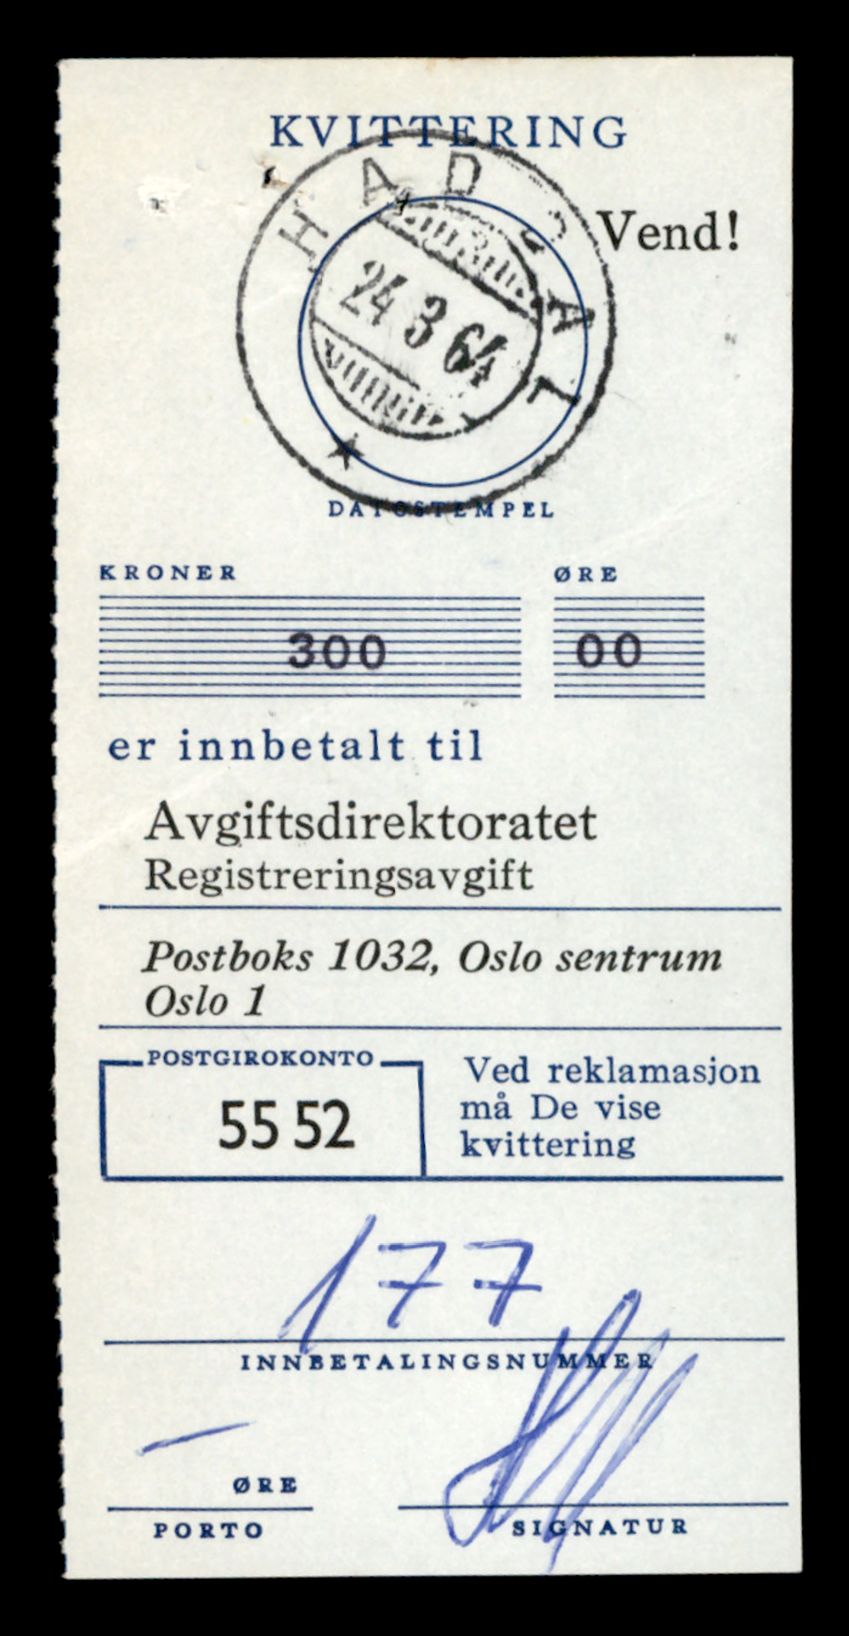 KVITTERING
Vend!
HADDAL
24 3 64
DATOSTEMPEL
KRONER ØRE
300 00
er innbetalt til
Avgiftsdirektoratet
Registreringsavgift
Postboks 1032, Oslo sentrum
Oslo 1
POSTGIROKONTO
55 52
Ved reklamasjon
må De vise
kvittering
177
INNBETALINGSNUMMER
ØRE
PORTO
SIGNATUR